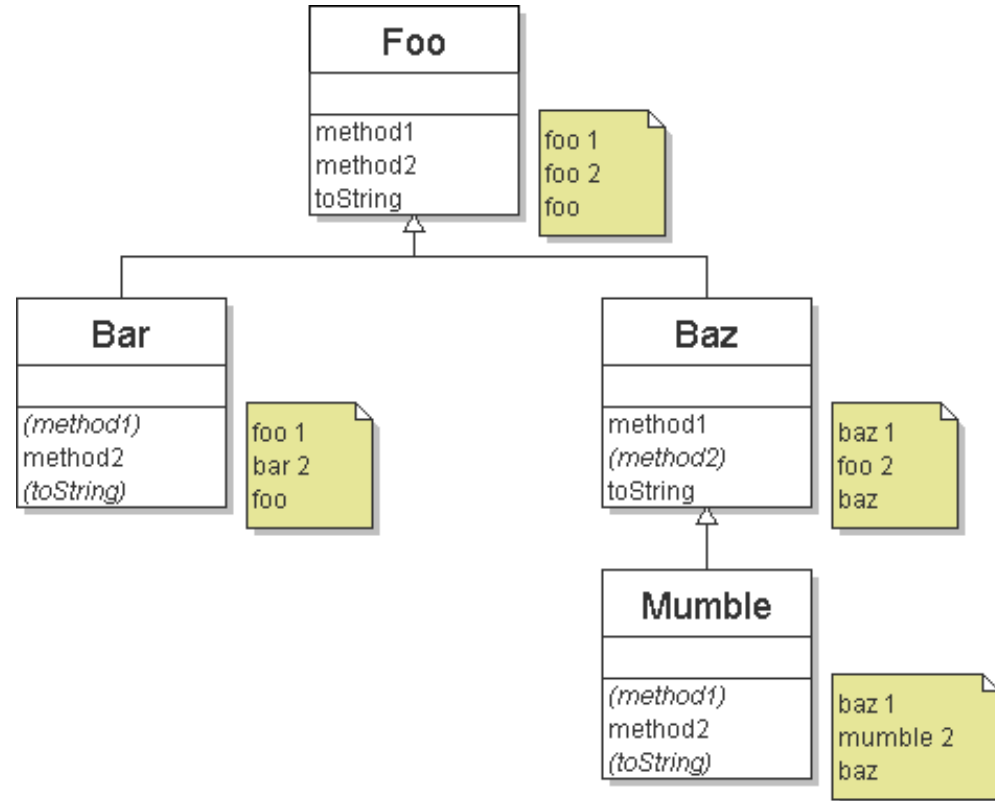 Foo
method1
method2
toString
foo 1
foo 2
foo
Bar
(method1)
method2
(toString)
foo 1
bar 2
foo
Baz
method1
(method2)
toString
baz 1
foo 2
baz
Mumble
(method1)
method2
(toString)
baz 1
mumble 2
baz